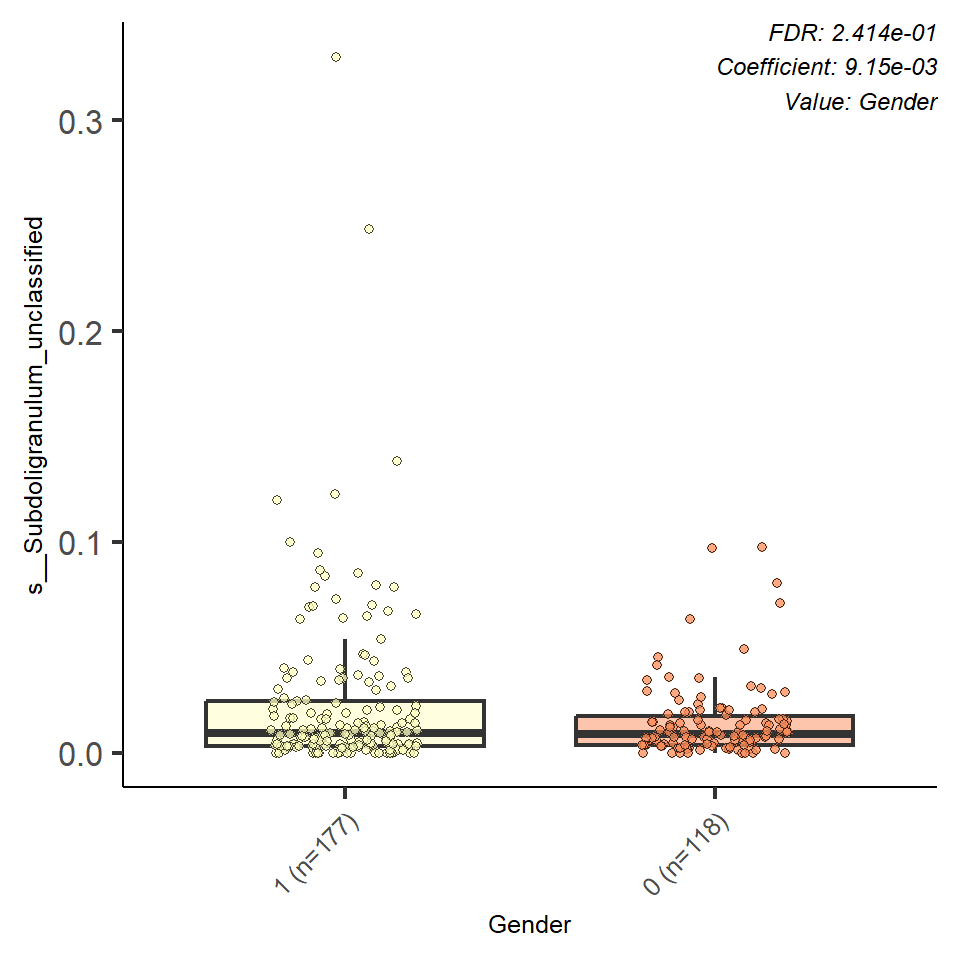 FDR: 2.414e-01
Coefficient: 9.15e-03
Value: Gender
0.3
0.2
0.1
0.0
s__Subdoligranulum_unclassified
1 (n=177)
0 (n=118)
Gender